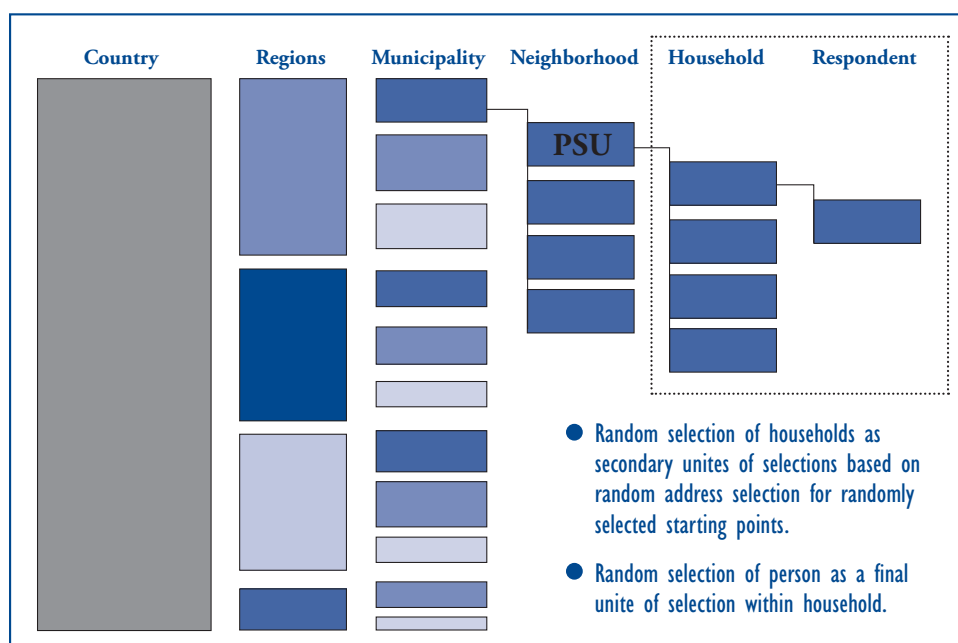 Country Regions Municipality Neighborhood Household Respondent
PSU
Random selection of households as
secondary unites of selections based on
random address selection for randomly
selected starting points.
Random selection of person as a final
unite of selection within household.